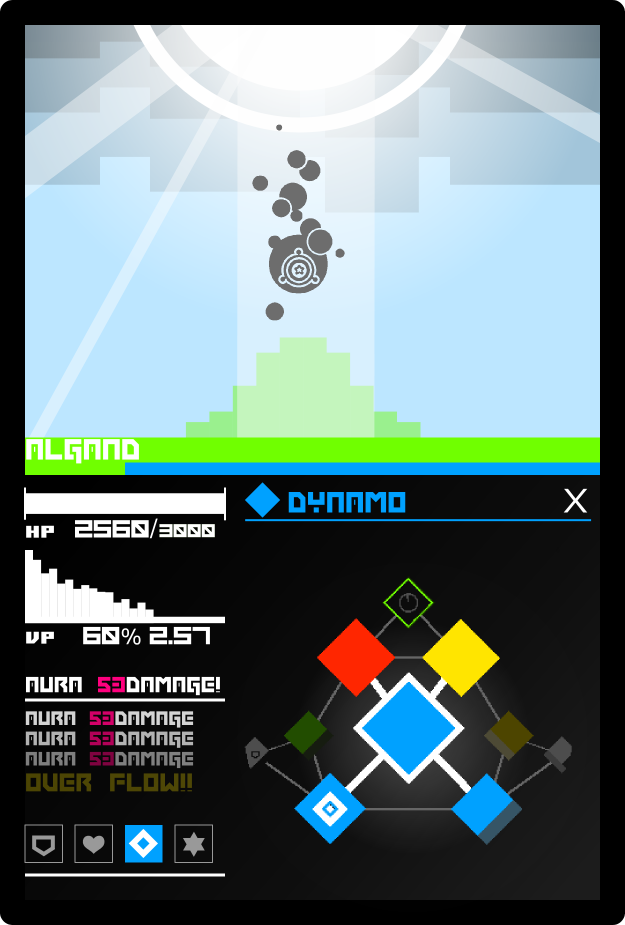 ALGAND
DYNAMO X
HP 2560/3000
VP 60% 2.57
AURA 53DAMAGE!
AURA 53DAMAGE
AURA 53DAMAGE
AURA 53DAMAGE
OVER FLOW!!